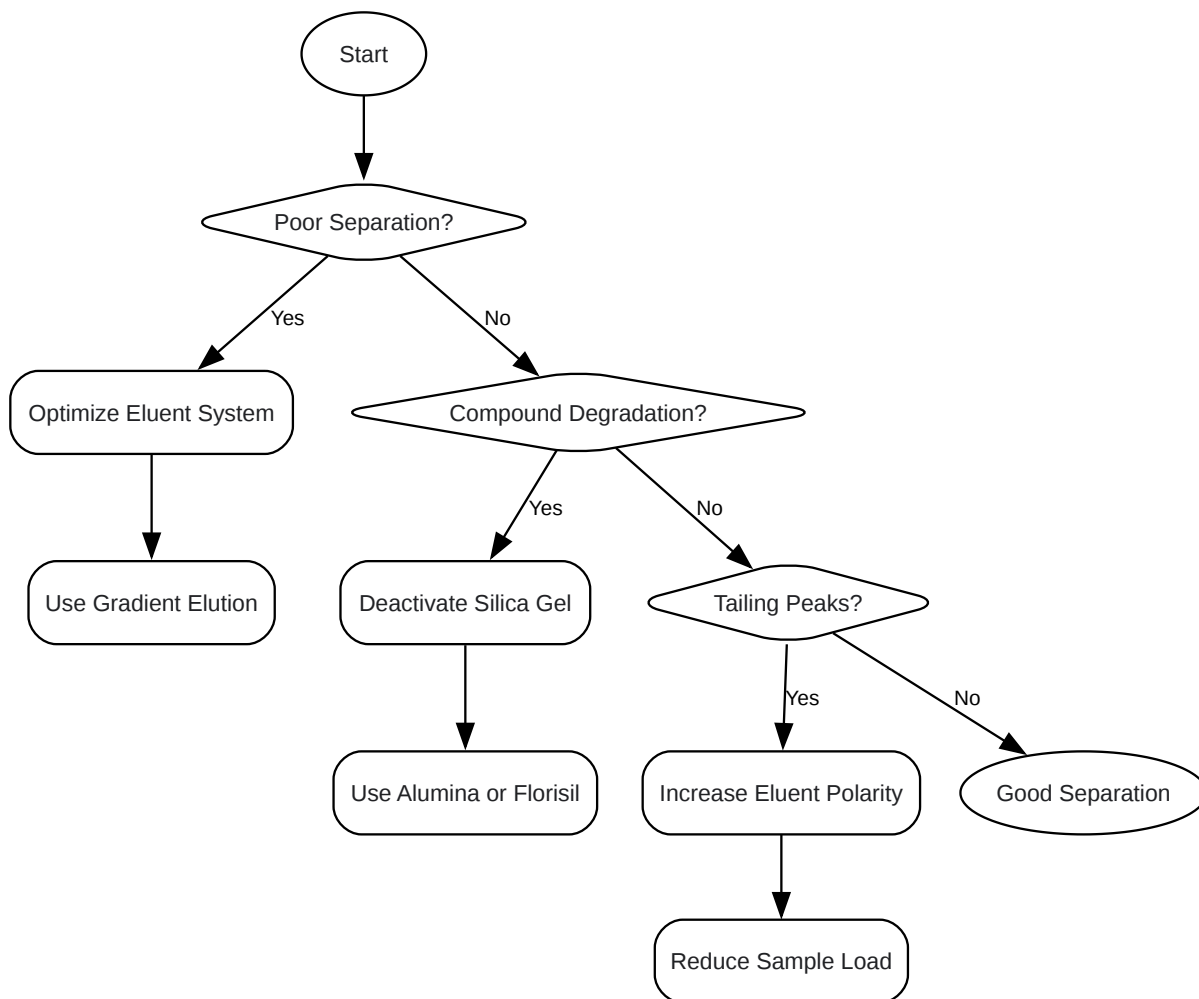 Start
Poor Separation?
Yes
No
Optimize Eluent System
Compound Degradation?
Yes
No
Use Gradient Elution
Deactivate Silica Gel
Tailing Peaks?
Yes
No
Use Alumina or Florisil
Increase Eluent Polarity
Good Separation
Reduce Sample Load